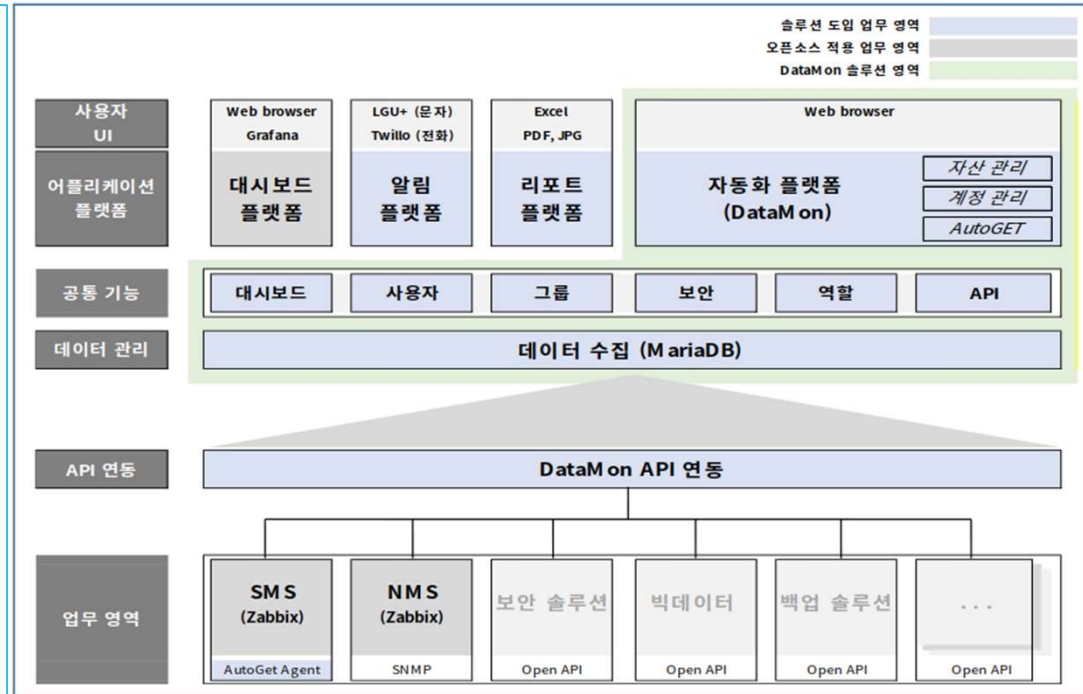 솔루션 도입 업무 영역
오픈소스 적용 업무 영역
DataMon 솔루션 영역
사용자
UI
Web browser
Grafana
LGU+ (문자)
Twillo (전화)
Excel
PDF, JPG
Web browser
어플리케이션
플랫폼
대시보드
플랫폼
알림
플랫폼
리포트
플랫폼
자동화 플랫폼
(DataMon)
자산 관리
계정 관리
AutoGET
공통 기능
대시보드
사용자
그룹
보안
역할
API
데이터 관리
데이터 수집 (MariaDB)
API 연동
DataMon API 연동
업무 영역
SMS
(Zabbix)
AutoGet Agent
NMS
(Zabbix)
SNMP
보안 솔루션
Open API
빅데이터
Open API
백업 솔루션
Open API
...
Open API